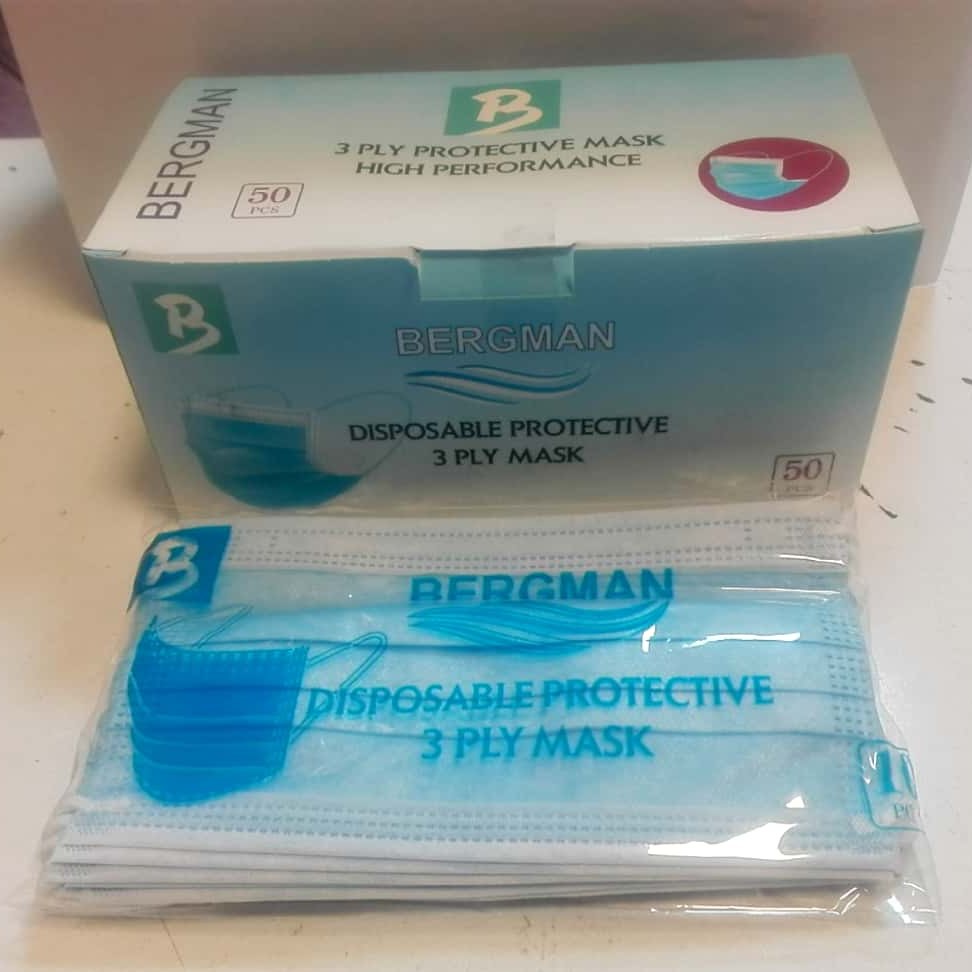 BERGMAN
50
PCS
B
3 PLY PROTECTIVE MASK
HIGH PERFORMANCE
B
BERGMAN
DISPOSABLE PROTECTIVE
3 PLY MASK
50
PCS
B
BERGMAN
DISPOSABLE PROTECTIVE
3 PLY MASK